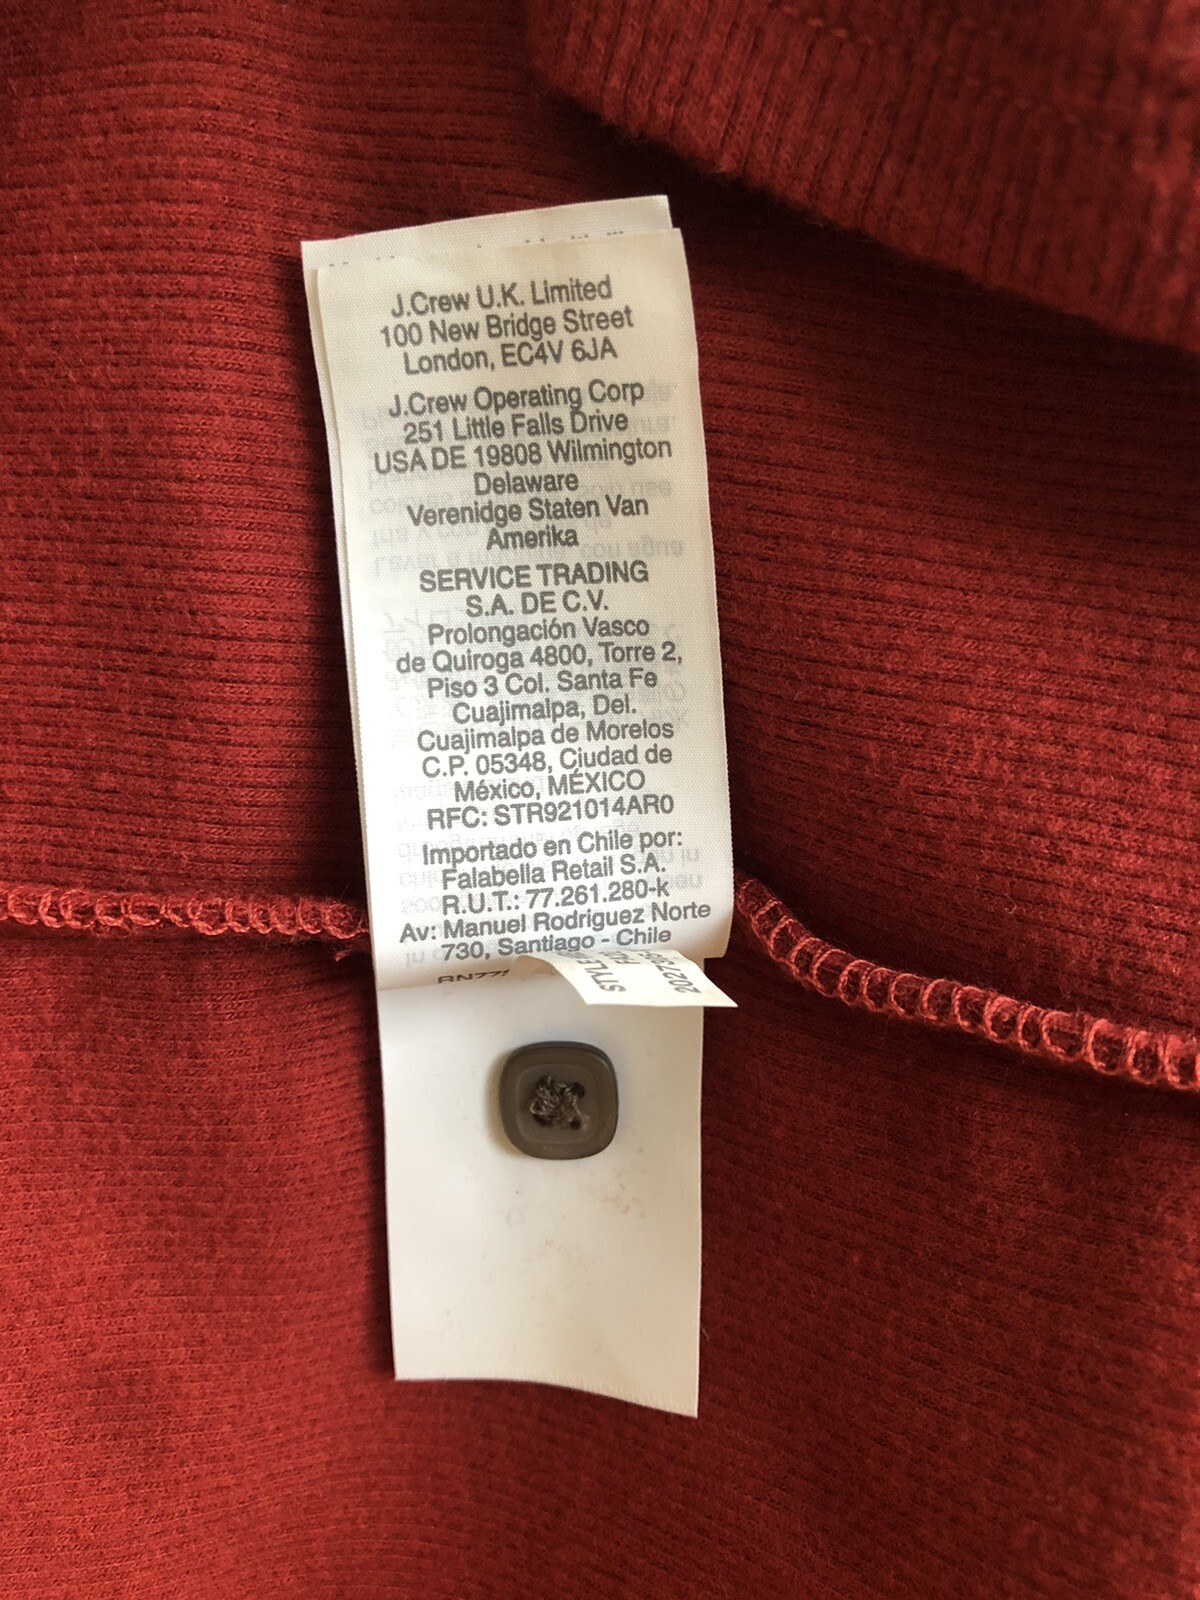 J.Crew U.K. Limited
100 New Bridge Street
London, EC4V 6JA
J.Crew Operating Corp
251 Little Falls Drive
USA DE 19808 Wilmington
Delaware
Verenidge Staten Van
Amerika
SERVICE TRADING
S.A. DE C.V.
Prolongación Vasco
de Quiroga 4800, Torre 2,
Piso 3 Col. Santa Fe
Cuajimalpa, Del.
Cuajimalpa de Morelos
C.P. 05348, Ciudad de
México, MÉXICO
RFC: STR921014AR0
Importado en Chile por:
Falabella Retail S.A.
R.U.T.: 77.261.280-k
Av: Manuel Rodriguez Norte
730, Santiago - Chile
STYLE